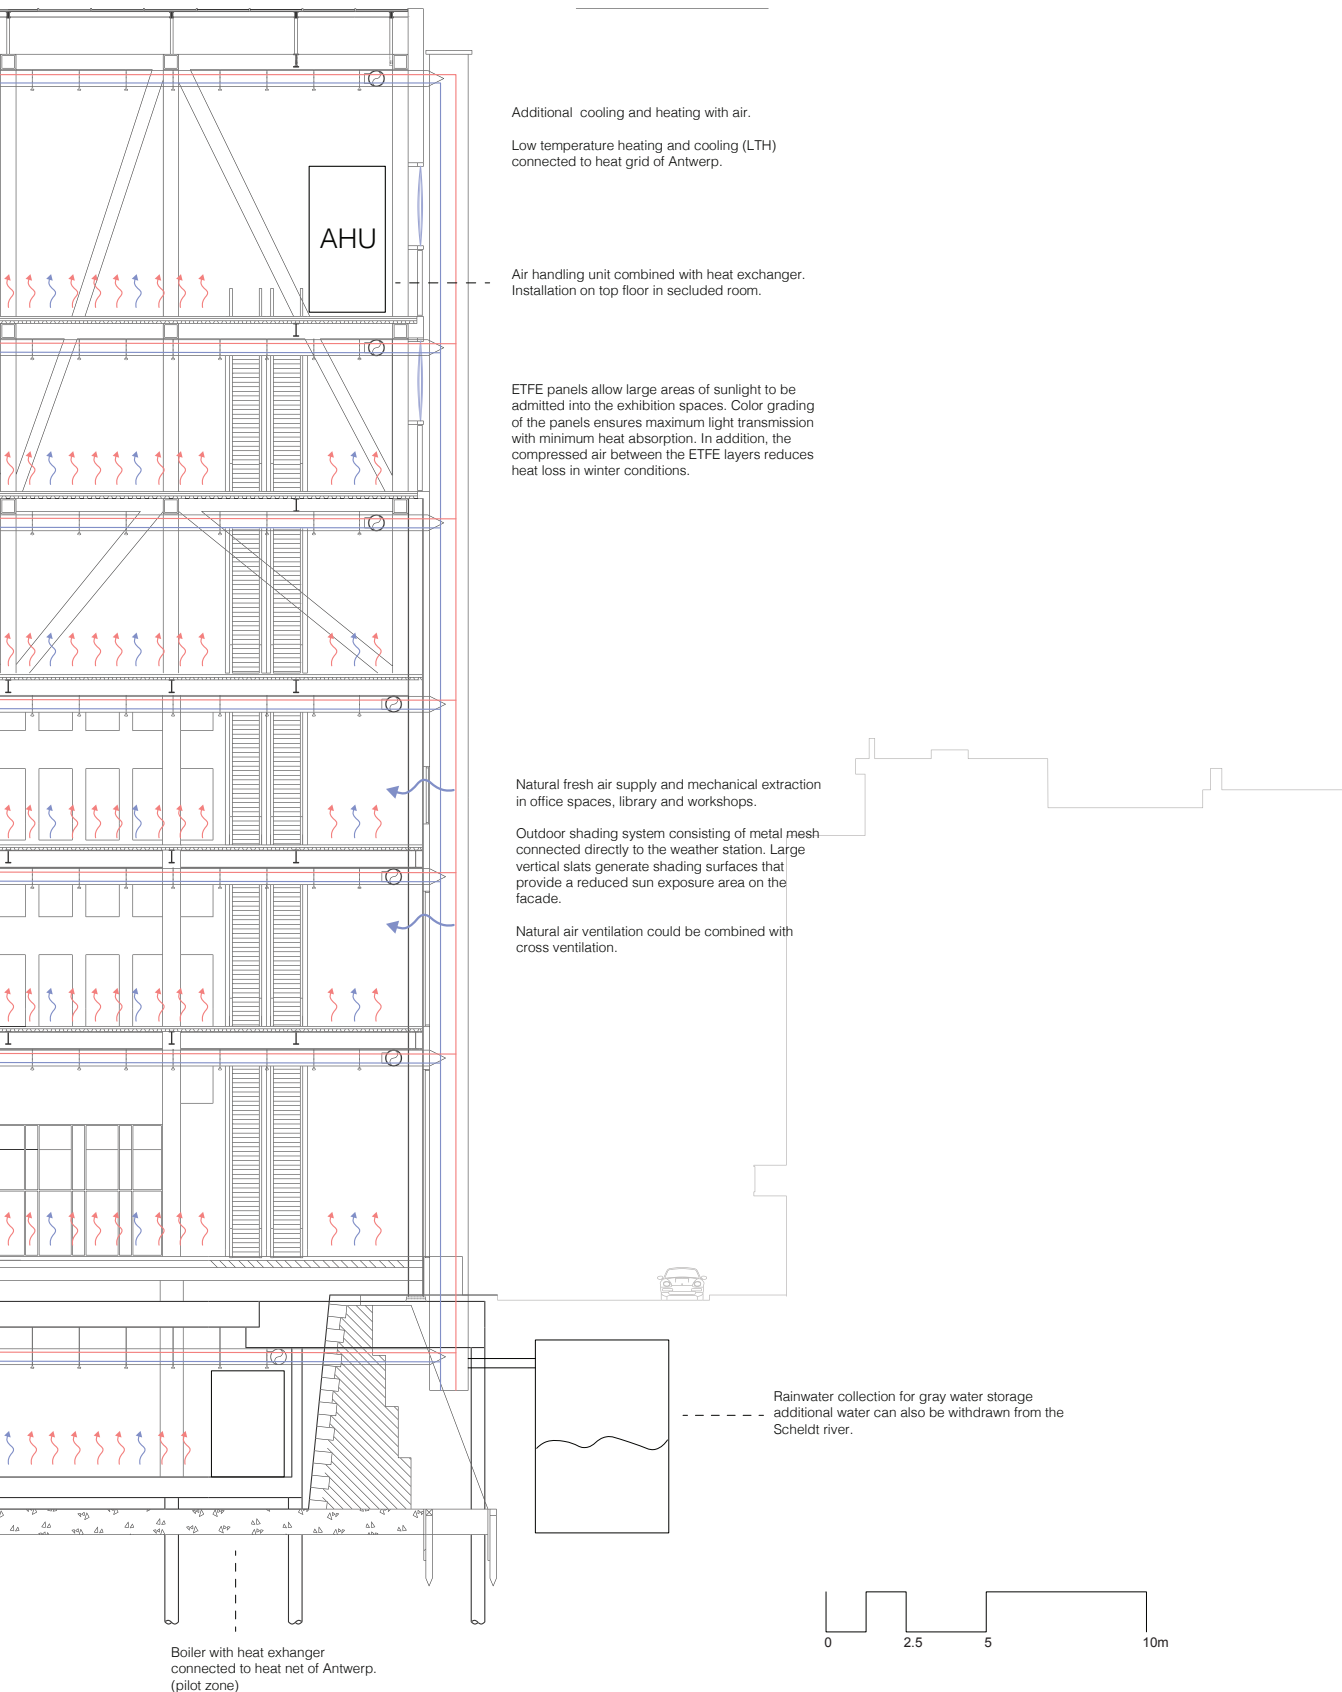 Additional cooling and heating with air.
Low temperature heating and cooling (LTH)
connected to heat grid of Antwerp.
AHU
Air handling unit combined with heat exchanger.
Installation on top floor in secluded room.
ETFE panels allow large areas of sunlight to be
admitted into the exhibition spaces. Color grading
of the panels ensures maximum light transmission
with minimum heat absorption. In addition, the
compressed air between the ETFE layers reduces
heat loss in winter conditions.
Natural fresh air supply and mechanical extraction
in office spaces, library and workshops.
Outdoor shading system consisting of metal mesh
connected directly to the weather station. Large
vertical slats generate shading surfaces that
provide a reduced sun exposure area on the
facade.
Natural air ventilation could be combined with
cross ventilation.
Rainwater collection for gray water storage
additional water can also be withdrawn from the
Scheldt river.
0 2.5 5 10m
Boiler with heat exhanger
connected to heat net of Antwerp.
(pilot zone)